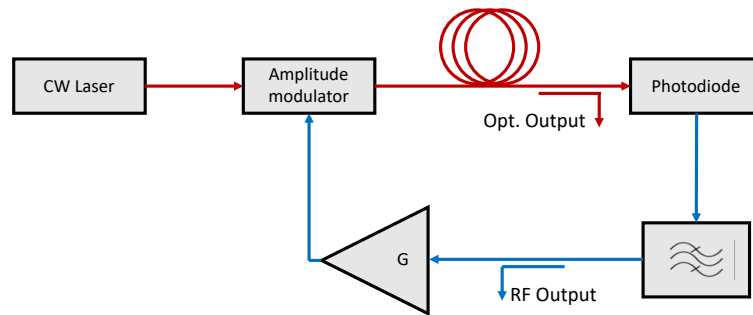 CW Laser
Amplitude
modulator
Photodiode
Opt. Output
G
RF Output